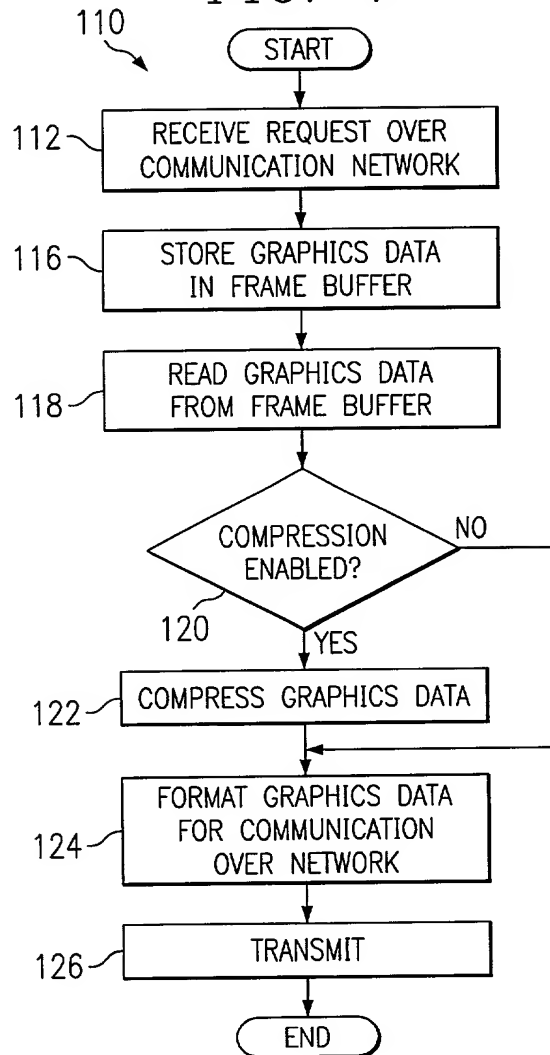 110
START
112
RECEIVE REQUEST OVER
COMMUNICATION NETWORK
116
STORE GRAPHICS DATA
IN FRAME BUFFER
118
READ GRAPHICS DATA
FROM FRAME BUFFER
COMPRESSION
ENABLED?
NO
120
YES
122
COMPRESS GRAPHICS DATA
124
FORMAT GRAPHICS DATA
FOR COMMUNICATION
OVER NETWORK
126
TRANSMIT
END